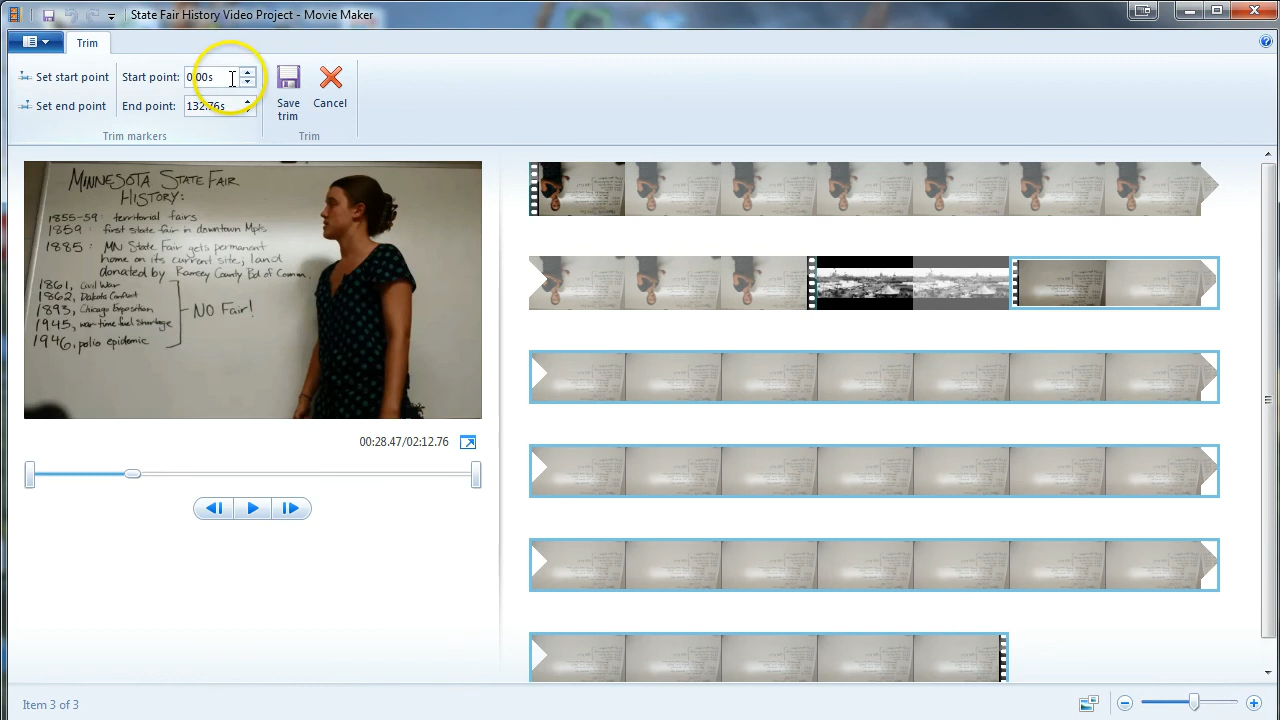 State Fair History Video Project - Movie Maker
Trim
Set start point
Start point: 0.00s
Set end point
End point: 132.76s
Save trim
Cancel
Trim markers
Trim
MINNESOTA STATE FAIR
HISTORY:
1855-59: territorial fairs
1859: first state fair in downtown Mpls
1885: MN State Fair gets permanent
home on its current site, land
donated by Ramsey County Bd of Comm.
1861, Civil War
1862, Dakota Conflict
1893, Chicago Exposition
1945, war-time fuel shortage
1946, polio epidemic
NO Fair!
00:28.47/02:12.76
Item 3 of 3